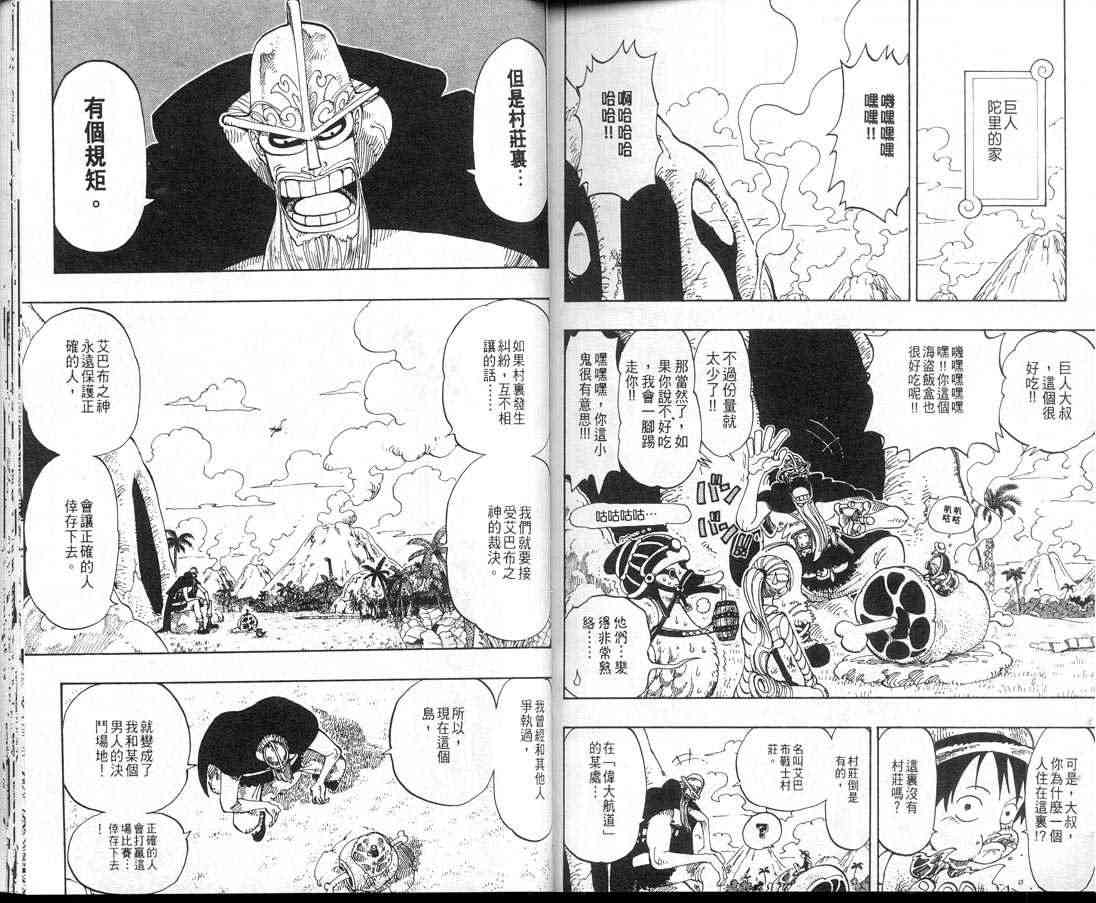 巨人
陀里的家
嘰嘿嘿嘿
嘿嘿!!
啊哈哈哈
哈哈!!
巨人大叔
，這個很
好吃!!
嘰嘿嘿嘿
嘿!!你這個
海盜飯盒也
很好吃呢!!
不過份量就
太少了!!
那當然了，如
果你說不好吃
，我會一腳踢
走你!!
嘿嘿嘿，你這小
鬼很有意思!!!
バン
バン
咕咕咕咕…
叭叭
咕咕
他們…變
得非常熟
絡……
可是，大叔，
你為什麼一個
人住在這裏!?
這裏沒有
村莊嗎?
村莊倒是
有的，
名叫艾巴
布戰士村
莊。
?
在「偉大航道」
的某處…
但是村莊裏…
有個規矩。
如果村裏發生
糾紛，互不相
讓的話……
我們就要接
受艾巴布之
神的裁決。
艾巴布之神
永遠保護正
確的人，
會讓正確的人
倖存下去。
我曾經和其他人
爭執過，
所以，
現在這個
島，
就變成了
我和某個
男人的決
鬥場地!
正確的人
會打贏這
場比賽…
倖存下去
!